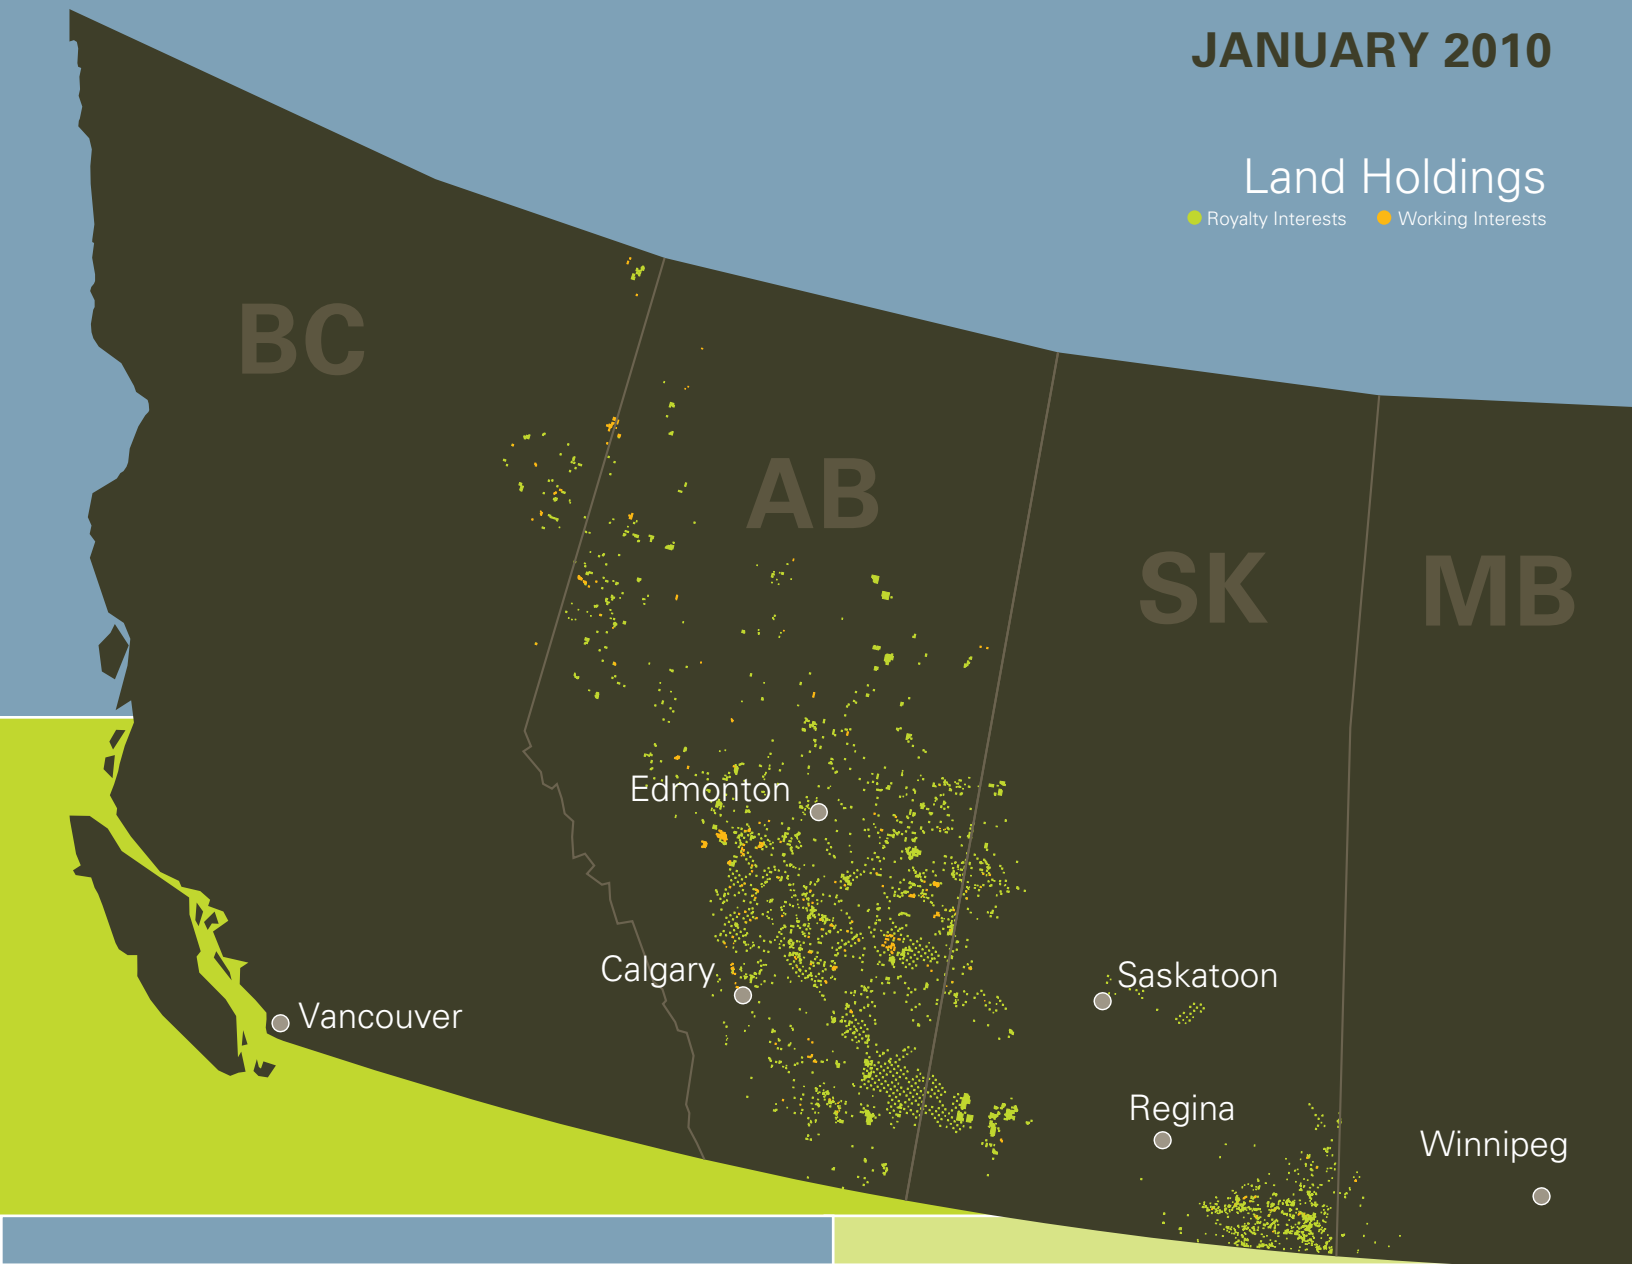 JANUARY 2010
Land Holdings
Royalty Interests Working Interests
BC
AB
SK
MB
Edmonton
Calgary
Saskatoon
Vancouver
Regina
Winnipeg